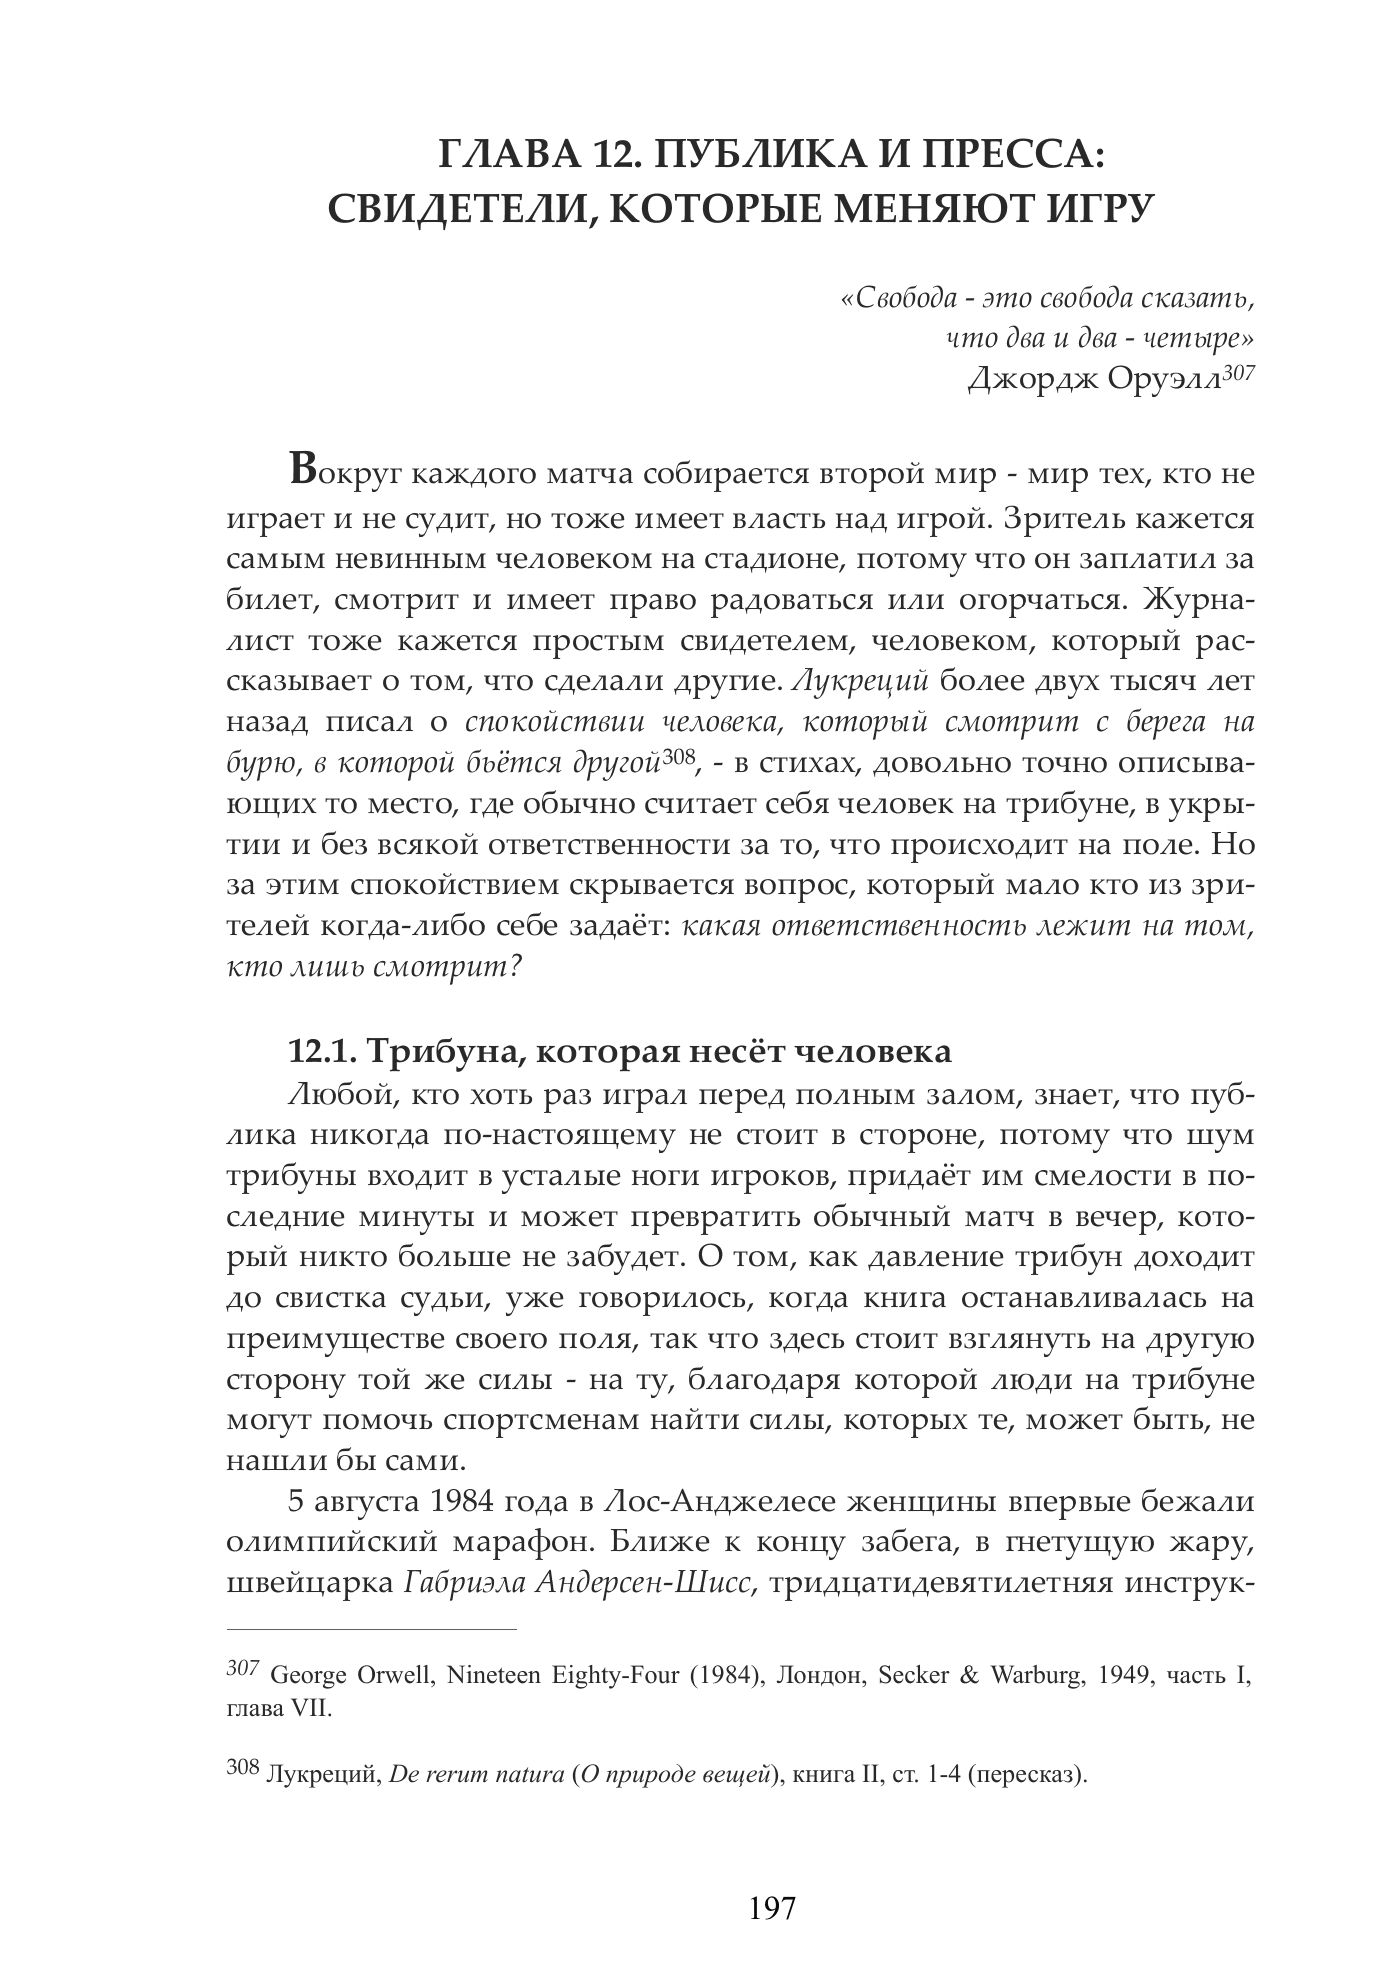 ГЛАВА 12. ПУБЛИКА И ПРЕССА:
СВИДЕТЕЛИ, КОТОРЫЕ МЕНЯЮТ ИГРУ
«Свобода - это свобода сказать,
что два и два - четыре»
Джордж Оруэлл307
Вокруг каждого матча собирается второй мир - мир тех, кто не
играет и не судит, но тоже имеет власть над игрой. Зритель кажется
самым невинным человеком на стадионе, потому что он заплатил за
билет, смотрит и имеет право радоваться или огорчаться. Журна-
лист тоже кажется простым свидетелем, человеком, который рас-
сказывает о том, что сделали другие. Лукреций более двух тысяч лет
назад писал о спокойствии человека, который смотрит с берега на
бурю, в которой бьётся другой308, - в стихах, довольно точно описыва-
ющих то место, где обычно считает себя человек на трибуне, в укры-
тии и без всякой ответственности за то, что происходит на поле. Но
за этим спокойствием скрывается вопрос, который мало кто из зри-
телей когда-либо себе задаёт: какая ответственность лежит на том,
кто лишь смотрит?
12.1. Трибуна, которая несёт человека
Любой, кто хоть раз играл перед полным залом, знает, что пуб-
лика никогда по-настоящему не стоит в стороне, потому что шум
трибуны входит в усталые ноги игроков, придаёт им смелости в по-
следние минуты и может превратить обычный матч в вечер, кото-
рый никто больше не забудет. О том, как давление трибун доходит
до свистка судьи, уже говорилось, когда книга останавливалась на
преимуществе своего поля, так что здесь стоит взглянуть на другую
сторону той же силы - на ту, благодаря которой люди на трибуне
могут помочь спортсменам найти силы, которых те, может быть, не
нашли бы сами.
5 августа 1984 года в Лос-Анджелесе женщины впервые бежали
олимпийский марафон. Ближе к концу забега, в гнетущую жару,
швейцарка Габриэла Андерсен-Шисс, тридцатидевятилетняя инструк-
307 George Orwell, Nineteen Eighty-Four (1984), Лондон, Secker & Warburg, 1949, часть I,
глава VII.
308 Лукреций, De rerum natura (О природе вещей), книга II, ст. 1-4 (пересказ).
197